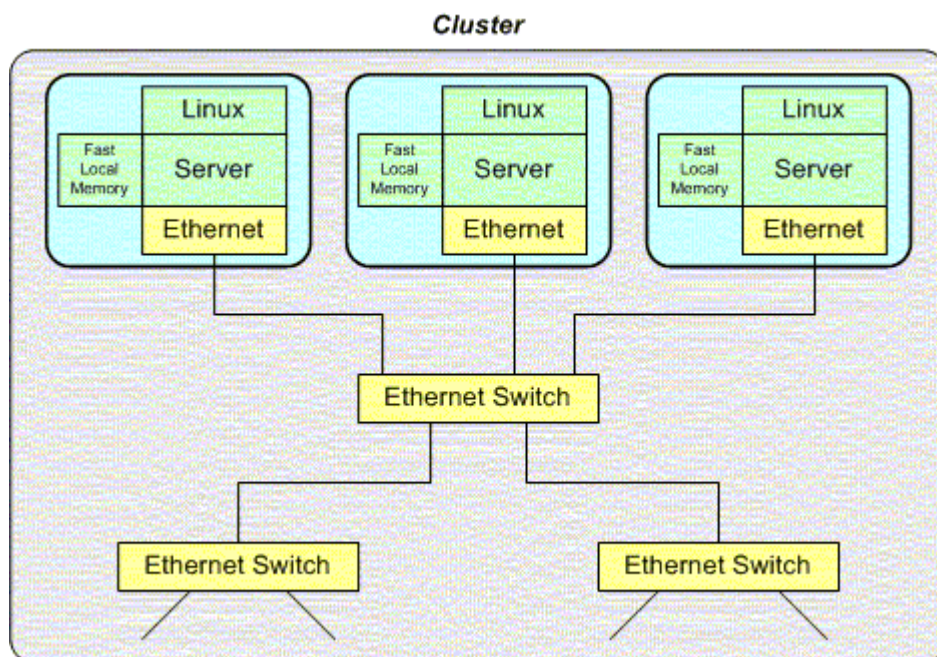 Cluster
Linux
Fast
Local
Memory
Server
Ethernet
Linux
Fast
Local
Memory
Server
Ethernet
Linux
Fast
Local
Memory
Server
Ethernet
Ethernet Switch
Ethernet Switch
Ethernet Switch